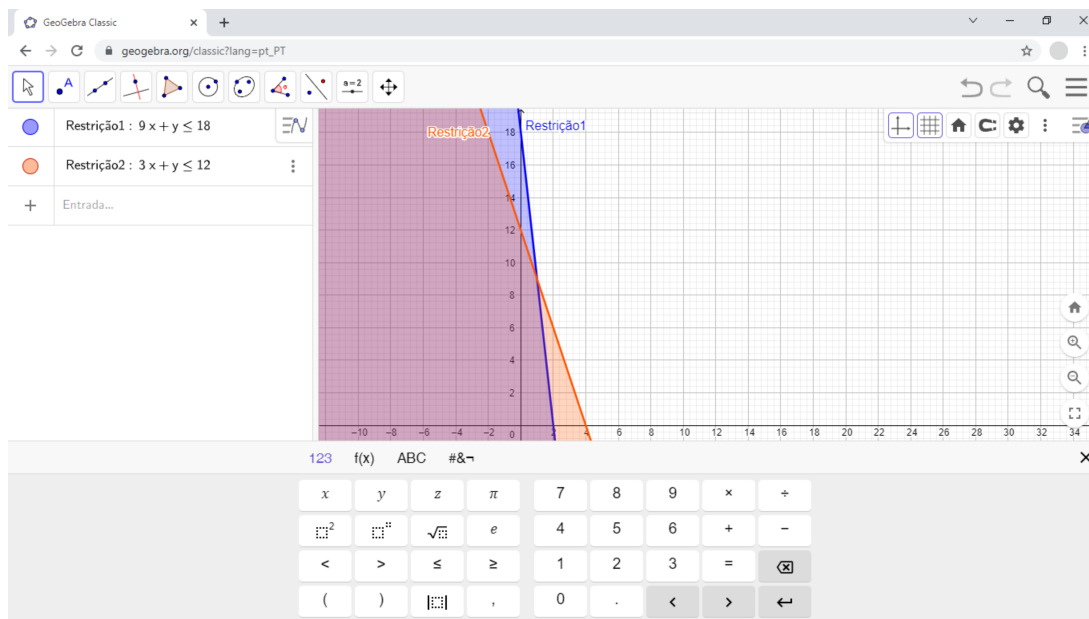 GeoGebra Classic
geogebra.org/classic?lang=pt_PT
A
a=2
Restrição1 : 9 x + y ≤ 18
Restrição2 : 3 x + y ≤ 12
Entrada...
Restrição2
Restrição1
18
16
14
12
10
8
6
4
2
−10 −8 −6 −4 −2 0 2 4 6 8 10 12 14 16 18 20 22 24 26 28 30 32 34
123 f(x) ABC #&¬
x y z π 7 8 9 × ÷
e 4 5 6 + −
< > ≤ ≥ 1 2 3 =
( ) , 0 . < >